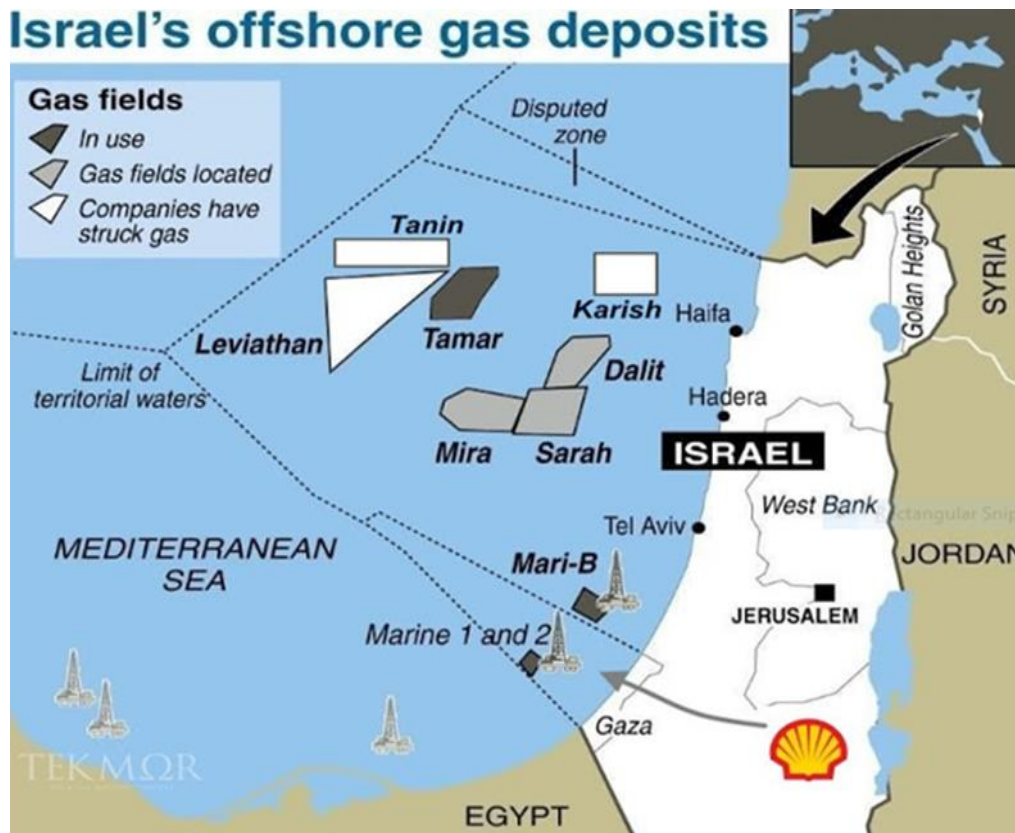 Israel's offshore gas deposits
Gas fields
In use
Gas fields located
Companies have
struck gas
Disputed
zone
Tanin
Leviathan
Tamar
Karish
Haifa
Golan Heights
SYRIA
Limit of
territorial waters
Dalit
Hadera
Mira
Sarah
ISRAEL
West Bank
Tel Aviv
MEDITERRANEAN
SEA
Mari-B
JORDAN
JERUSALEM
Marine 1 and 2
Gaza
TEKMΩR
EGYPT